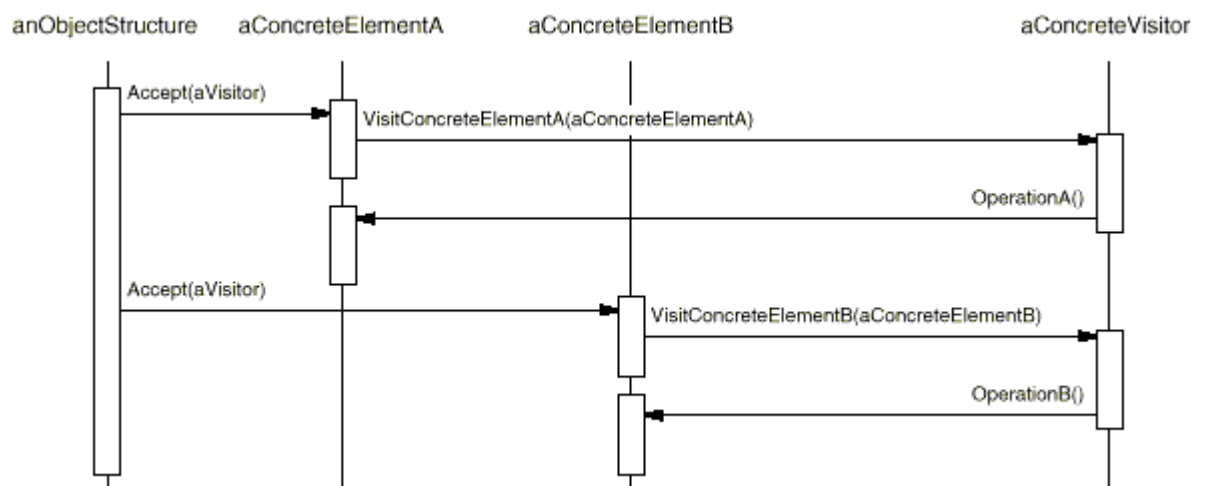 anObjectStructure aConcreteElementA aConcreteElementB aConcreteVisitor
Accept(aVisitor)
VisitConcreteElementA(aConcreteElementA)
OperationA()
Accept(aVisitor)
VisitConcreteElementB(aConcreteElementB)
OperationB()